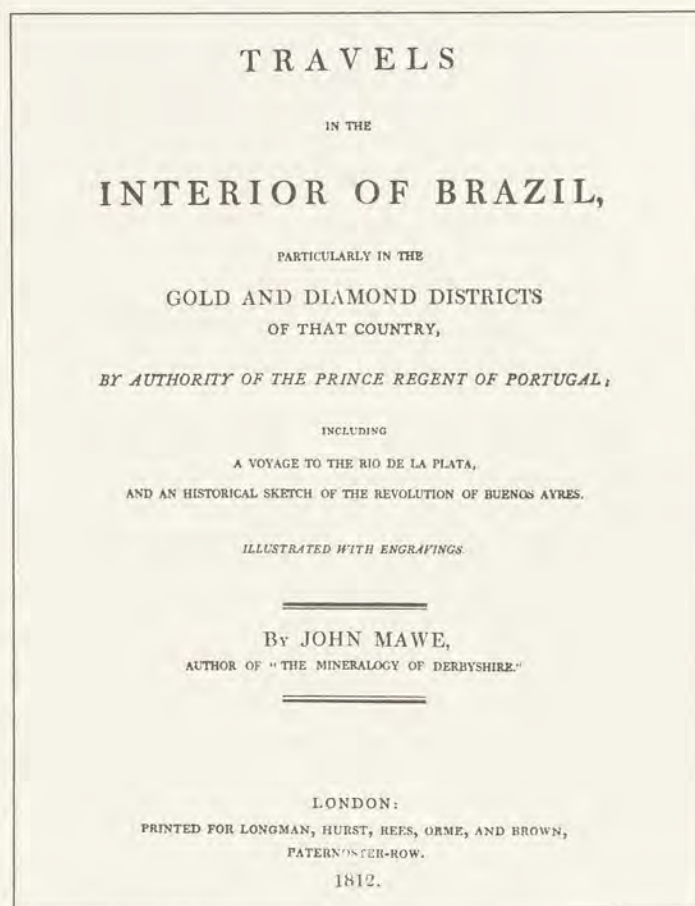 TRAVELS
IN THE
INTERIOR OF BRAZIL,
PARTICULARLY IN THE
GOLD AND DIAMOND DISTRICTS
OF THAT COUNTRY,
BY AUTHORITY OF THE PRINCE REGENT OF PORTUGAL;
INCLUDING
A VOYAGE TO THE RIO DE LA PLATA,
AND AN HISTORICAL SKETCH OF THE REVOLUTION OF BUENOS AYRES.
ILLUSTRATED WITH ENGRAVINGS.
By JOHN MAWE,
AUTHOR OF "THE MINERALOGY OF DERBYSHIRE."
LONDON:
PRINTED FOR LONGMAN, HURST, REES, ORME, AND BROWN,
PATERNOSTER-ROW.
1812.